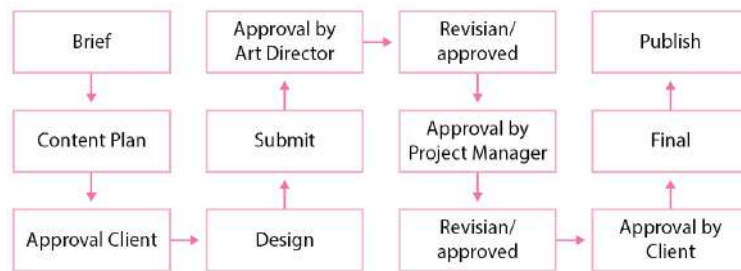 Brief
Content Plan
Approval Client
Design
Submit
Approval by
Art Director
Revisian/
approved
Approval by
Project Manager
Revisian/
approved
Approval by
Client
Final
Publish